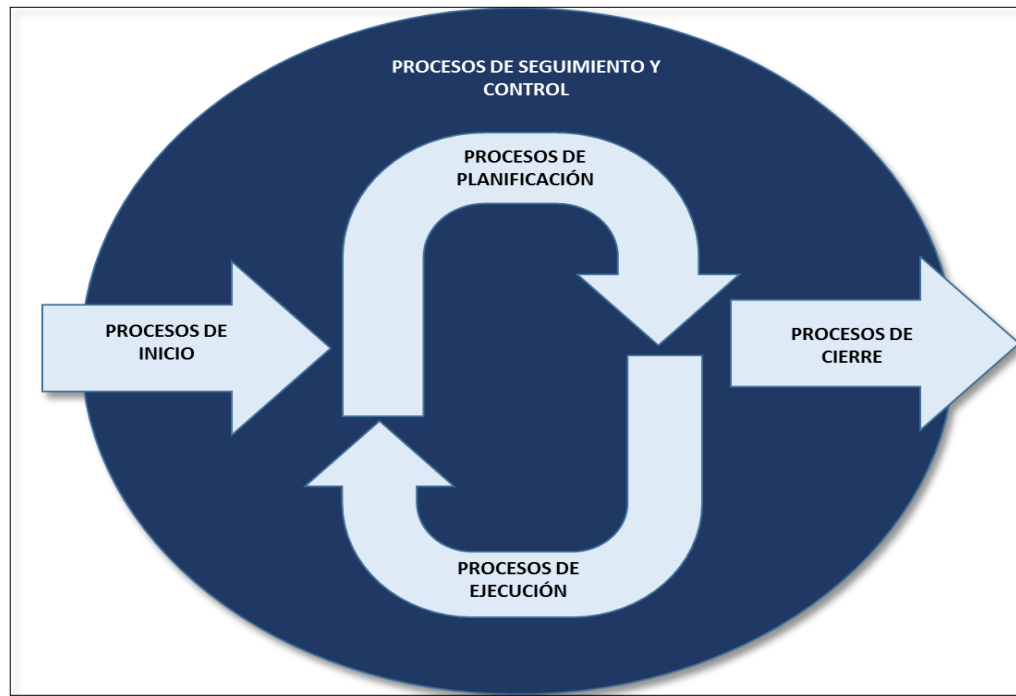 PROCESOS DE SEGUIMIENTO Y
CONTROL
PROCESOS DE
PLANIFICACIÓN
PROCESOS DE
INICIO
PROCESOS DE
CIERRE
PROCESOS DE
EJECUCIÓN